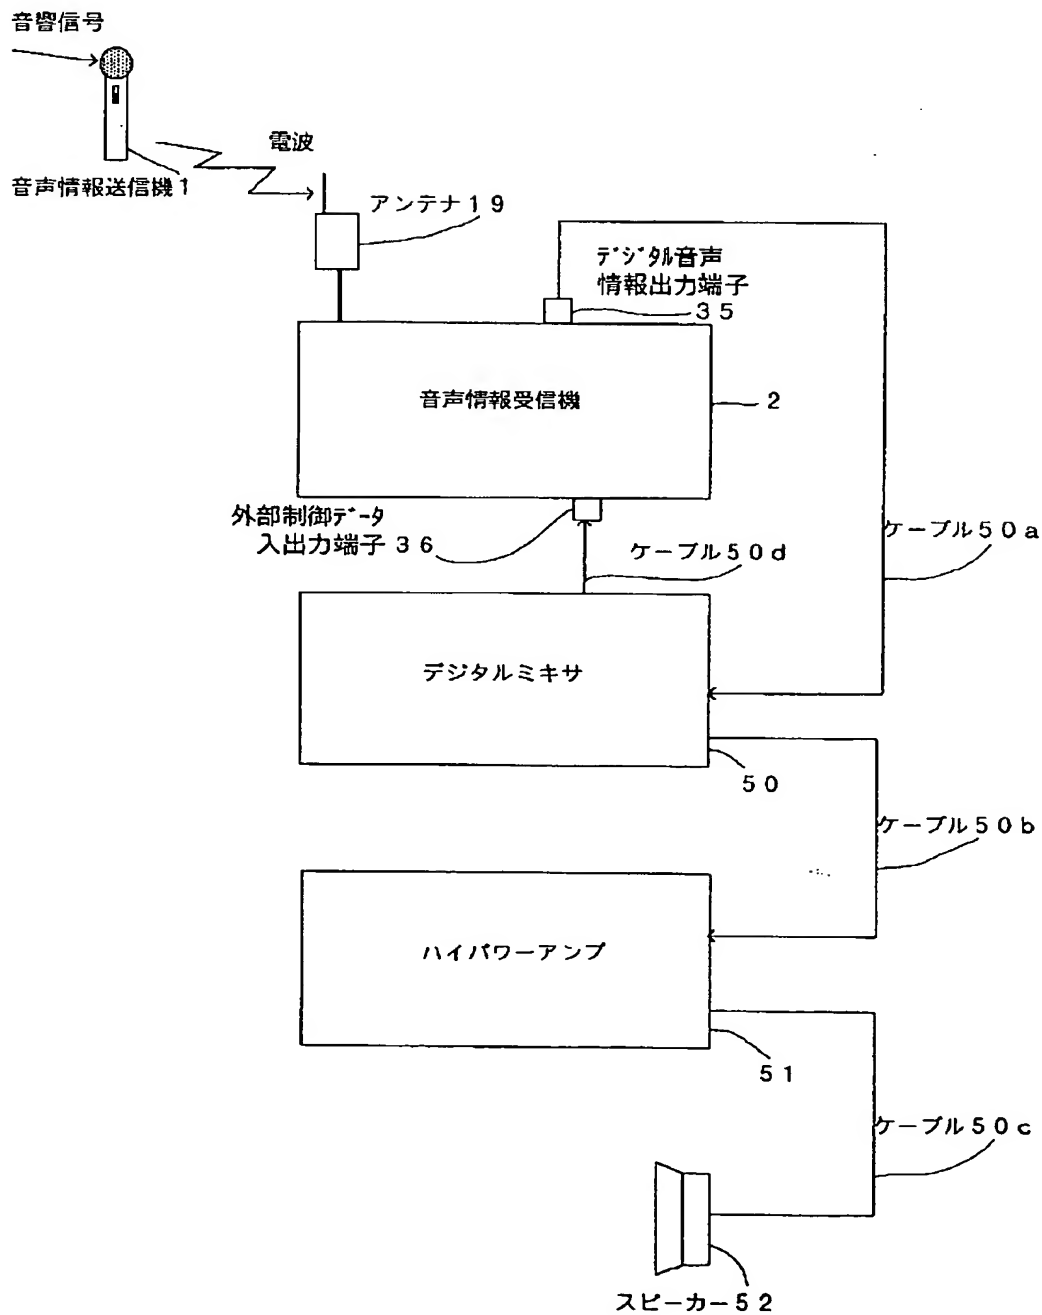 音響信号
電波
音声情報送信機１
アンテナ１９
ﾃﾞｼﾞﾀﾙ音声
情報出力端子
３５
音声情報受信機
２
外部制御ﾃﾞｰﾀ
入出力端子３６
ケーブル５０ｄ
ケーブル５０ａ
デジタルミキサ
５０
ケーブル５０ｂ
ハイパワーアンプ
５１
ケーブル５０ｃ
スピーカー５２